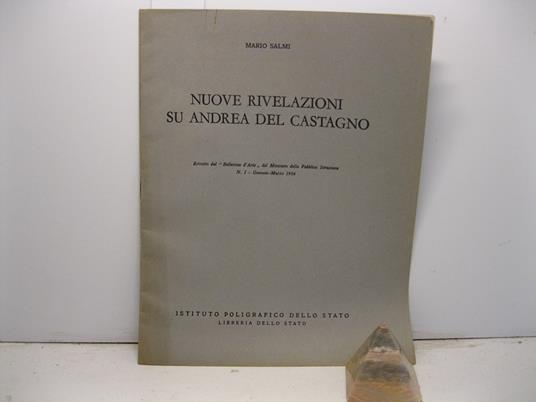 MARIO SALMI
NUOVE RIVELAZIONI
SU ANDREA DEL CASTAGNO
Estratto dal "Bollettino d'Arte" del Ministero della Pubblica Istruzione
N. I - Gennaio-Marzo 1954
ISTITUTO POLIGRAFICO DELLO STATO
LIBRERIA DELLO STATO